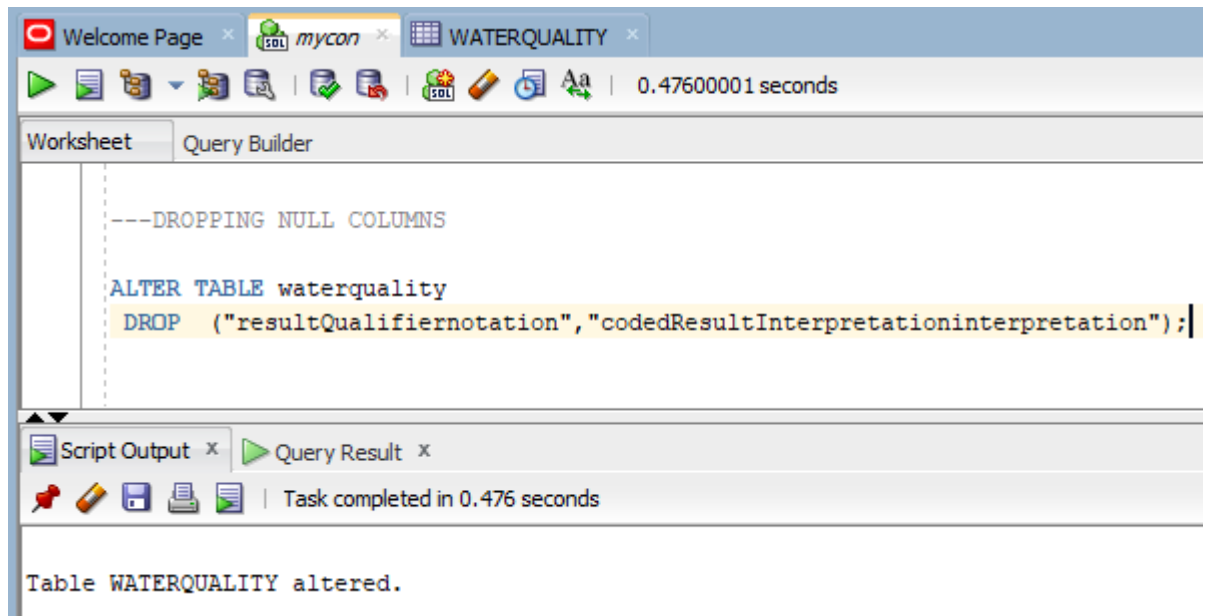 Welcome Page mycon WATERQUALITY
SQL 0.47600001 seconds
Worksheet Query Builder
---DROPPING NULL COLUMNS
ALTER TABLE waterquality
DROP ("resultQualifiernotation","codedResultInterpretationinterpretation");
Script Output x Query Result x
Task completed in 0.476 seconds
Table WATERQUALITY altered.